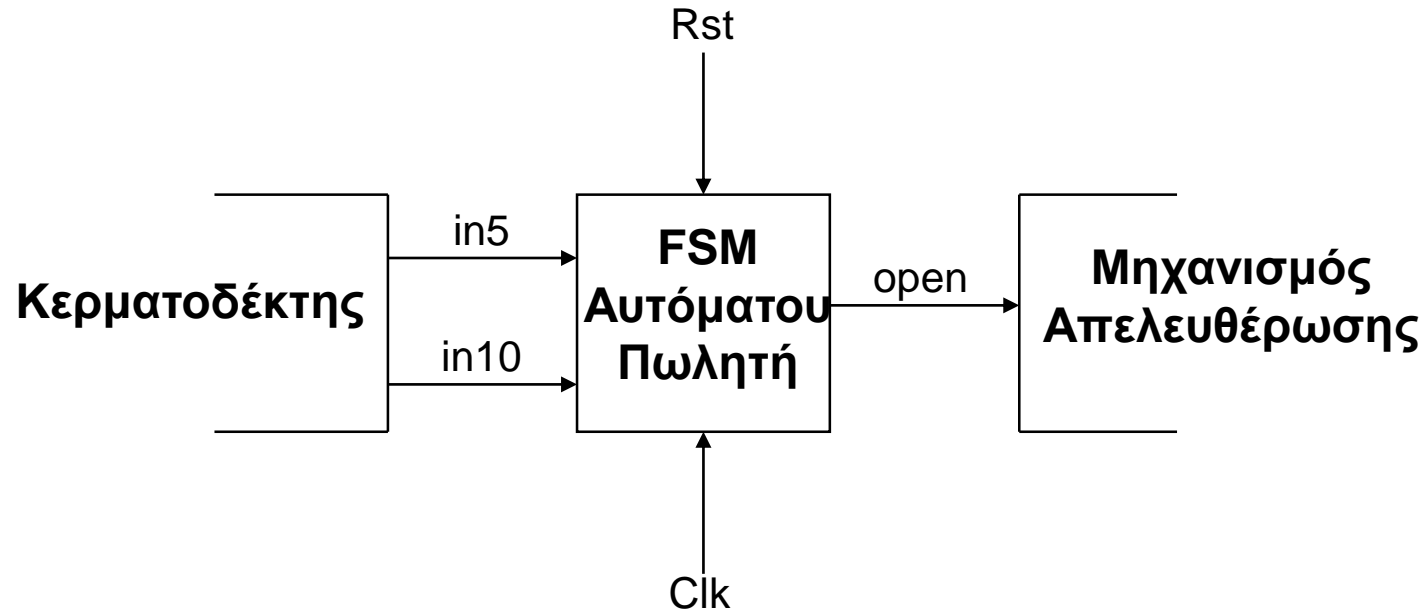 Rst
Κερματοδέκτης
in5
in10
FSM
Αυτόματου
Πωλητή
open
Μηχανισμός
Απελευθέρωσης
Clk